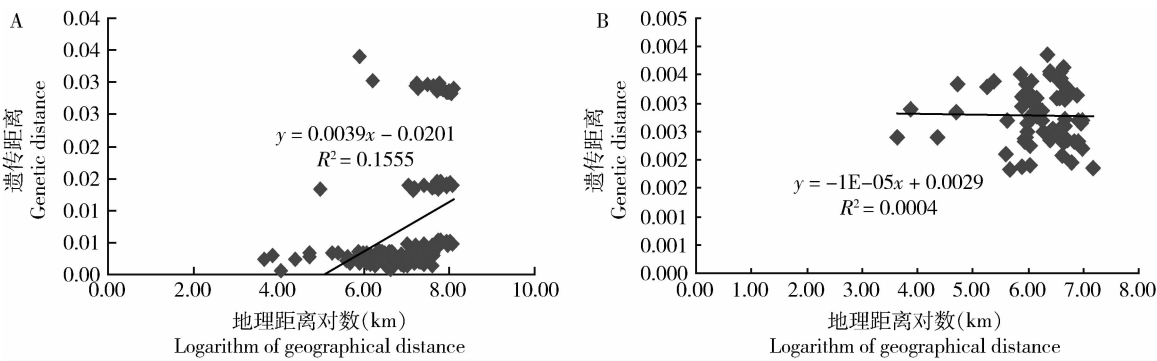 A
0.04
0.04
0.03
0.03
0.02
0.02
0.01
0.01
0.00
遗传距离
Genetic distance
y = 0.0039x − 0.0201
R² = 0.1555
0.00 2.00 4.00 6.00 8.00 10.00
地理距离对数(km)
Logarithm of geographical distance
B
0.005
0.004
0.004
0.003
0.003
0.002
0.002
0.001
0.001
0.000
遗传距离
Genetic distance
y = −1E-05x + 0.0029
R² = 0.0004
0.00 1.00 2.00 3.00 4.00 5.00 6.00 7.00 8.00
地理距离对数(km)
Logarithm of geographical distance